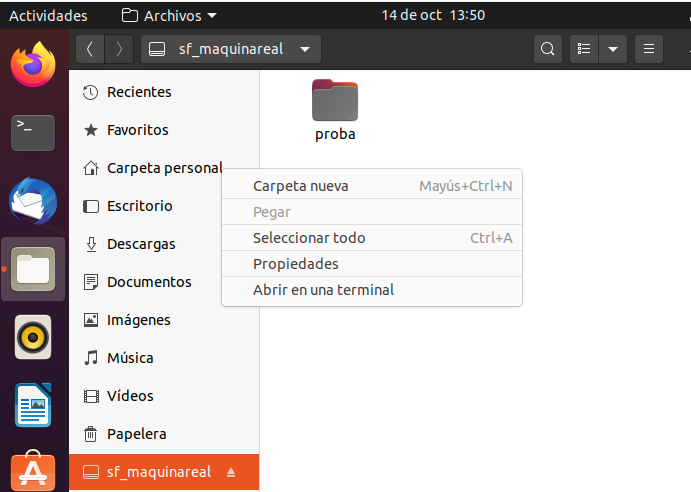 Actividades
Archivos
14 de oct 13:50
sf_maquinareal
Recientes
Favoritos
Carpeta personal
Escritorio
Descargas
Documentos
Imágenes
Música
Vídeos
Papelera
sf_maquinareal
proba
Carpeta nueva Mayús+Ctrl+N
Pegar
Seleccionar todo Ctrl+A
Propiedades
Abrir en una terminal
>_